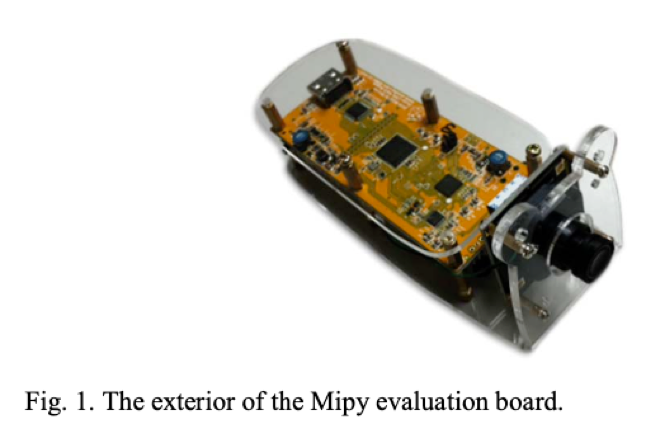 Fig. 1. The exterior of the Mipy evaluation board.